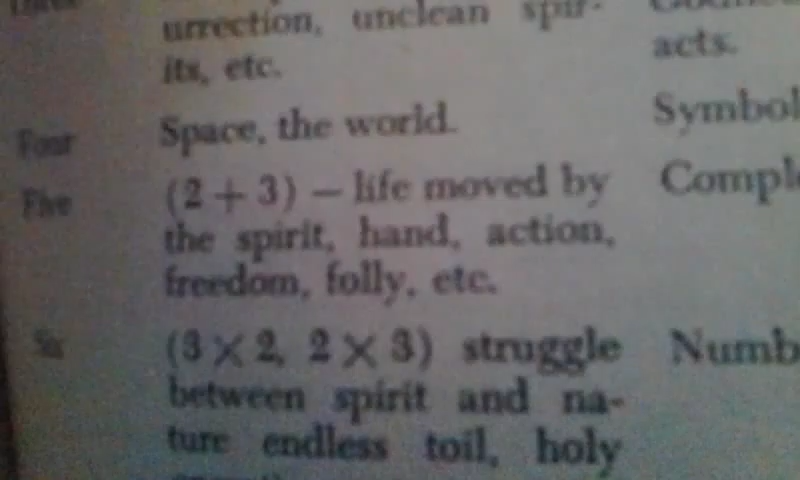 urrection, unclean spir-
its, etc. acts.
Four Space, the world. Symbol
Five (2 + 3) – life moved by Compl
the spirit, hand, action,
freedom, folly, etc.
Six (3 × 2, 2 × 3) struggle Numb
between spirit and na-
ture endless toil, holy